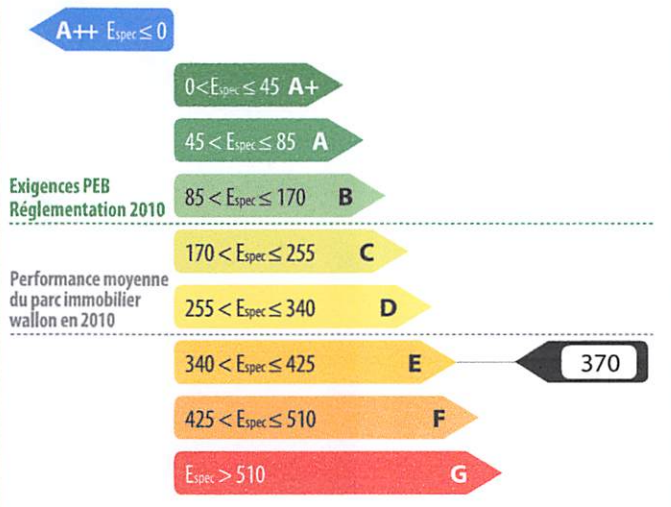 A++ Espec ≤ 0
0<Espec ≤ 45 A+
45 < Espec ≤ 85 A
Exigences PEB
Réglementation 2010
85 < Espec ≤ 170 B
170 < Espec ≤ 255 C
Performance moyenne
du parc immobilier
wallon en 2010
255 < Espec ≤ 340 D
340 < Espec ≤ 425 E
370
425 < Espec ≤ 510 F
Espec > 510 G